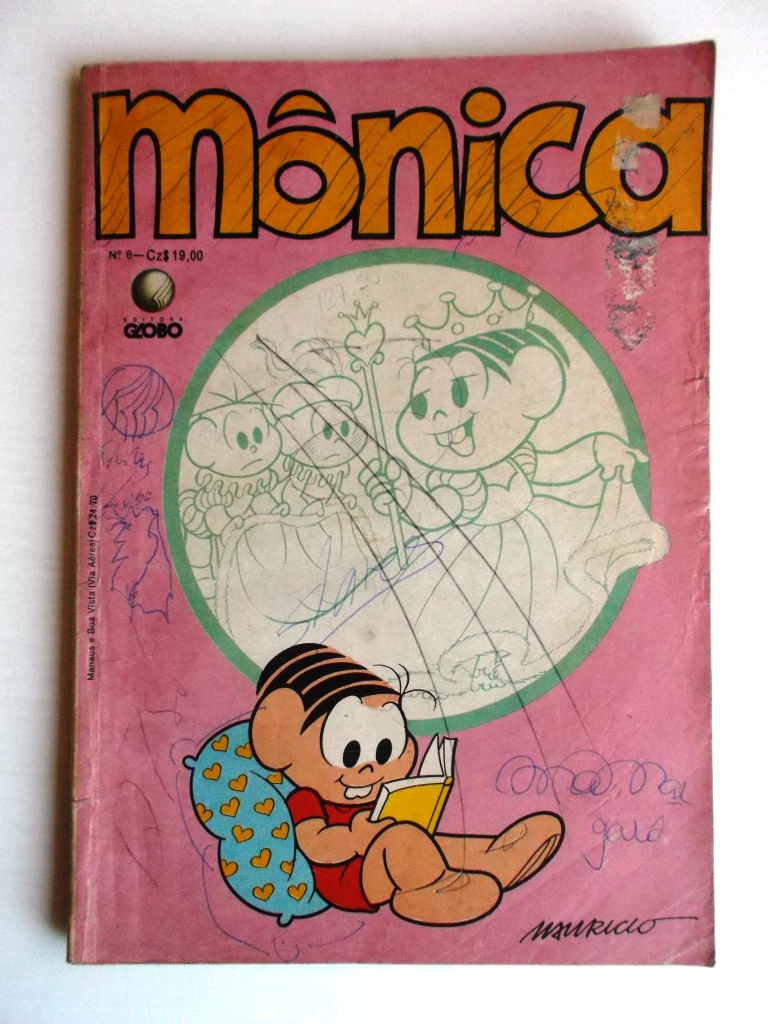 mônica
Nº 6 — Cz$ 19,00
EDITORA
GLOBO
Manaus e Boa Vista (Via Aérea) Cz$ 24,70
MAURICIO